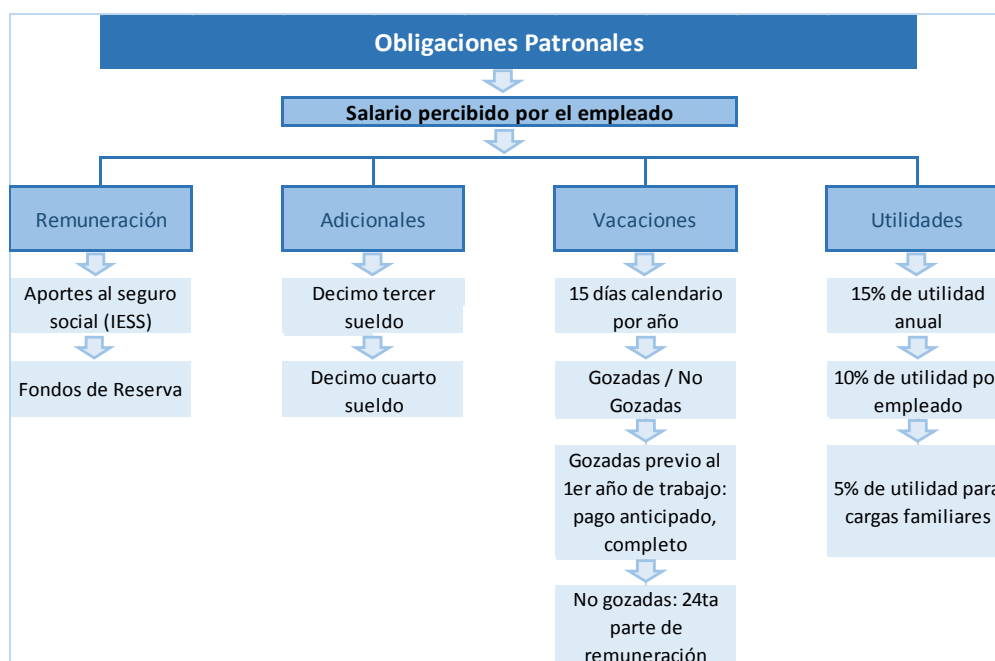 Obligaciones Patronales
Salario percibido por el empleado
Remuneración
Aportes al seguro
social (IESS)
Fondos de Reserva
Adicionales
Decimo tercer
sueldo
Decimo cuarto
sueldo
Vacaciones
15 días calendario
por año
Gozadas / No
Gozadas
Gozadas previo al
1er año de trabajo:
pago anticipado,
completo
No gozadas: 24ta
parte de
remuneración
Utilidades
15% de utilidad
anual
10% de utilidad po
empleado
5% de utilidad para
cargas familiares